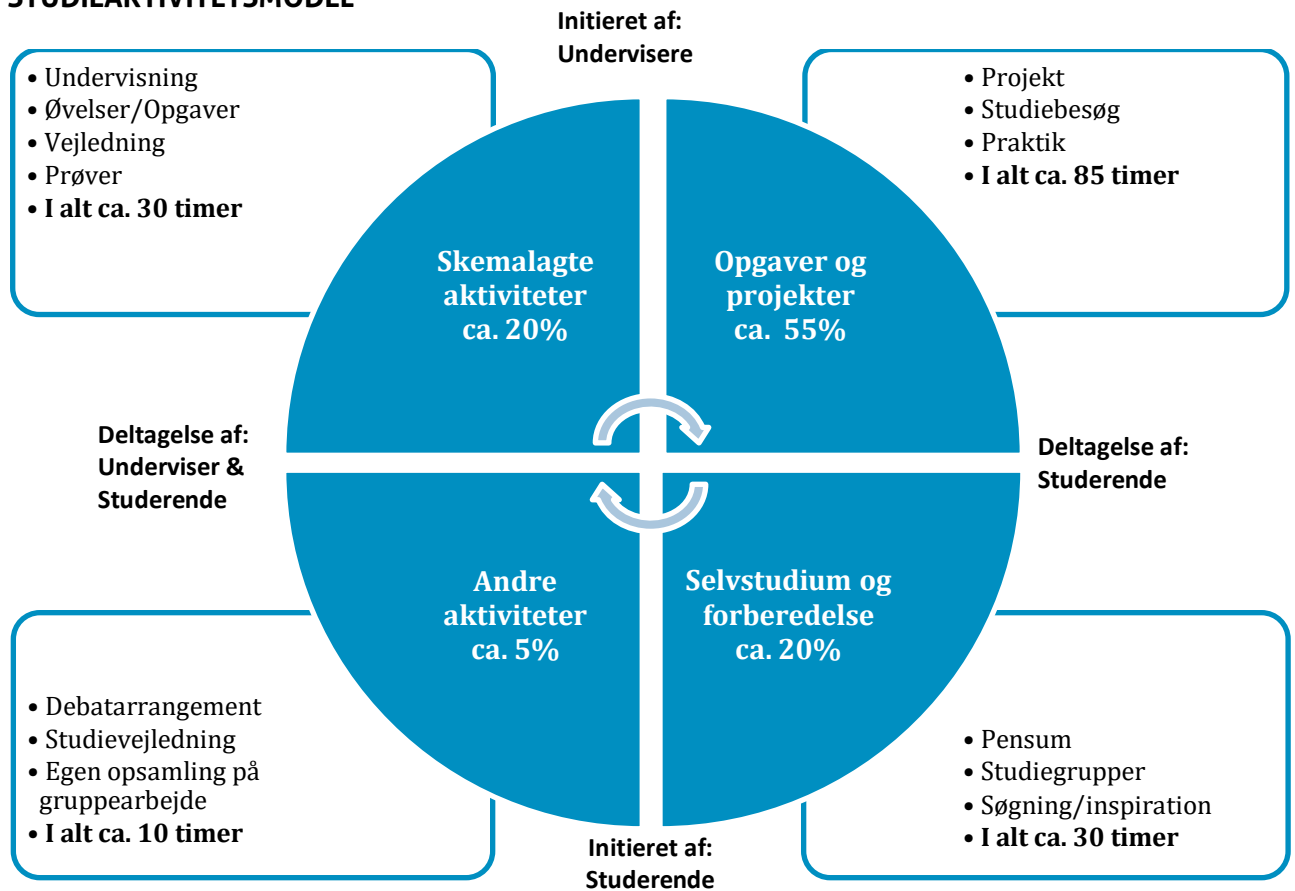 STUDIEAKTIVITETSMODEL
Initieret af:
Undervisere
• Undervisning
• Øvelser/Opgaver
• Vejledning
• Prøver
• I alt ca. 30 timer
• Projekt
• Studiebesøg
• Praktik
• I alt ca. 85 timer
Skemalagte
aktiviteter
ca. 20%
Opgaver og
projekter
ca. 55%
Deltagelse af:
Underviser &
Studerende
Deltagelse af:
Studerende
Andre
aktiviteter
ca. 5%
Selvstudium og
forberedelse
ca. 20%
• Debatarrangement
• Studievejledning
• Egen opsamling på
gruppearbejde
• I alt ca. 10 timer
• Pensum
• Studiegrupper
• Søgning/inspiration
• I alt ca. 30 timer
Initieret af:
Studerende